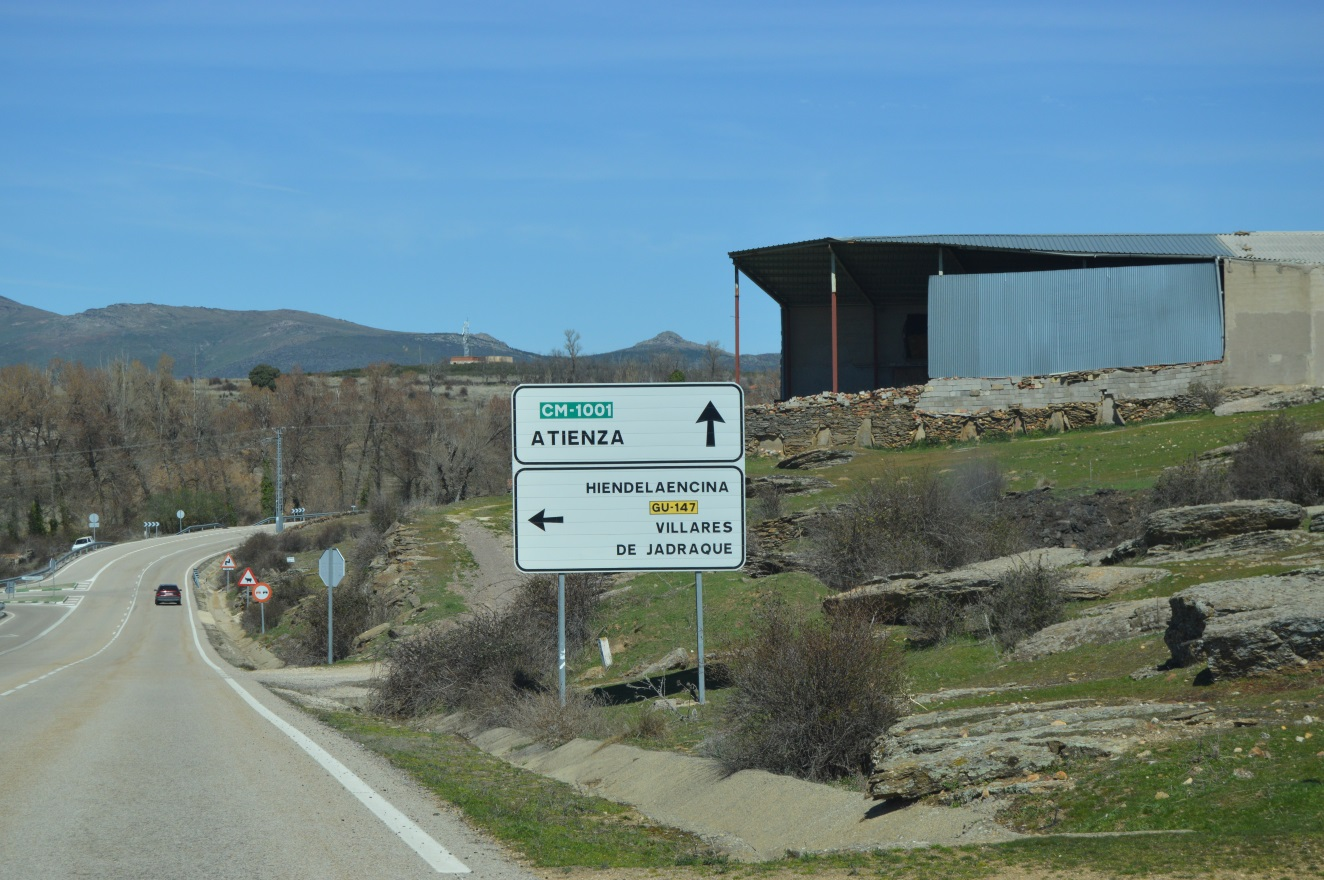 CM-1001
ATIENZA
HIENDELAENCINA
GU-147
VILLARES
DE JADRAQUE